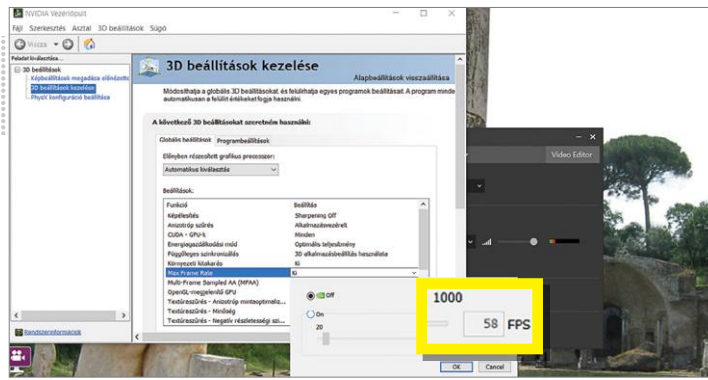 NVIDIA Vezérlőpult
Fájl Szerkesztés Asztal 3D beállítások Súgó
Vissza
Feladat kiválasztása...
3D beállítások
Képbeállítások megadása előnézettel
3D beállítások kezelése
PhysX konfiguráció beállítása
3D beállítások kezelése
Alapbeállítások visszaállítása
Módosíthatja a globális 3D beállításokat és felülírhatja egyes programok beállításait. A program minde
automatikusan a felülírt értékeket fogja használni.
A következő 3D beállításokat szeretném használni:
Globális beállítások Programbeállítások
Előnyben részesített grafikus processzor:
Automatikus kiválasztás
Beállítások:
Funkció Beállítás
Képélesítés Sharpening Off
Anizotróp szűrés Alkalmazásvezérelt
CUDA - GPU-k Minden
Energiagazdálkodási mód Optimális teljesítmény
Függőleges szinkronizálás 3D alkalmazásbeállítás használata
Környezeti kitakarás Ki
Max Frame Rate Ki
Multi-Frame Sampled AA (MFAA)
OpenGL-megjelenítő GPU
Textúraszűrés - Anizotróp mintaoptimaliz...
Textúraszűrés - Minőség
Textúraszűrés - Negatív részletességi szi...
Rendszerinformációk
Video Editor
Off
On
20
1000
58 FPS
OK Cancel